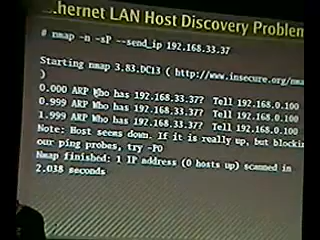 .hernet LAN Host Discovery Problem
# nmap -n -sP --send_ip 192.168.33.37
Starting nmap 3.83.DC13 ( http://www.insecure.org/nma
)
0.000 ARP Who has 192.168.33.37? Tell 192.168.0.100
0.999 ARP Who has 192.168.33.37? Tell 192.168.0.100
1.999 ARP Who has 192.168.33.37? Tell 192.168.0.100
Note: Host seems down. If it is really up, but blockin
our ping probes, try -P0
Nmap finished: 1 IP address (0 hosts up) scanned in
2.038 seconds